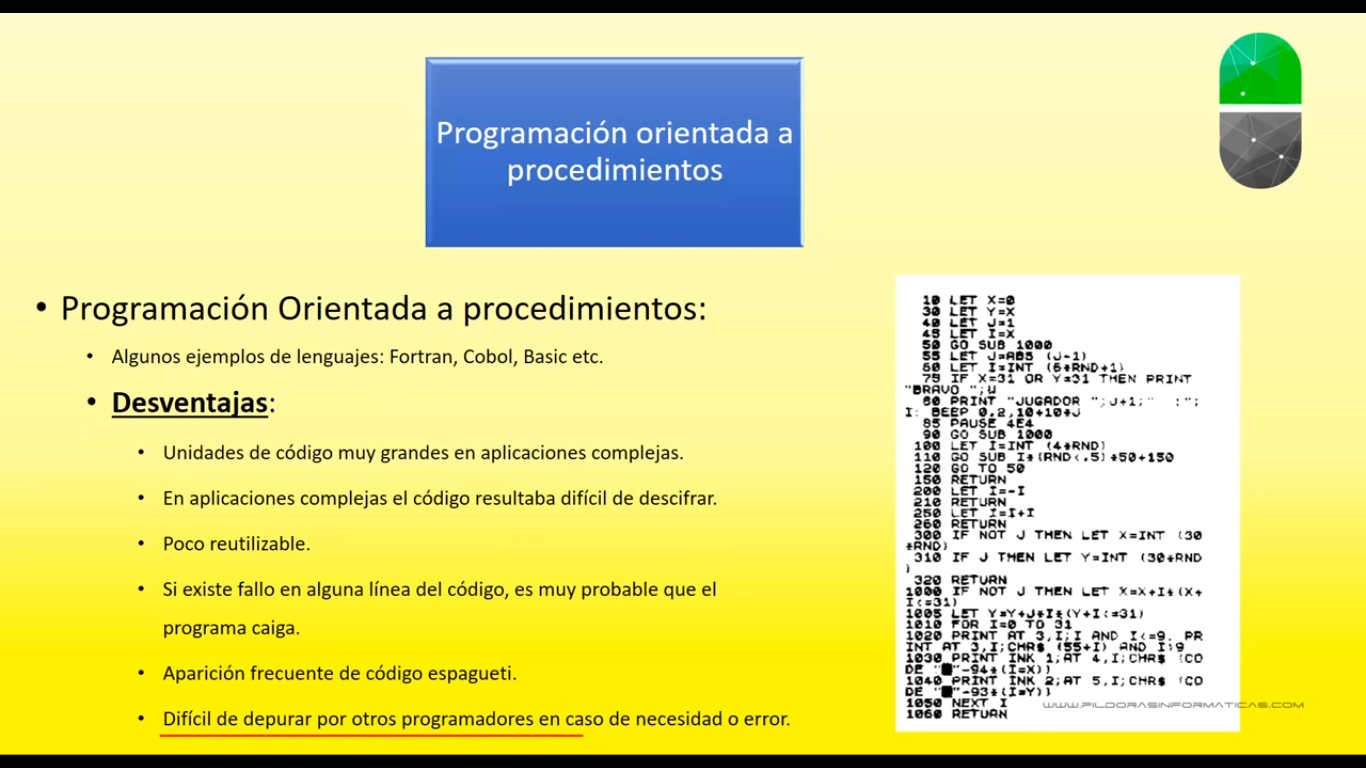 Programación orientada a
procedimientos
• Programación Orientada a procedimientos:
• Algunos ejemplos de lenguajes: Fortran, Cobol, Basic etc.
• Desventajas:
• Unidades de código muy grandes en aplicaciones complejas.
• En aplicaciones complejas el código resultaba difícil de descifrar.
• Poco reutilizable.
• Si existe fallo en alguna línea del código, es muy probable que el
programa caiga.
• Aparición frecuente de código espagueti.
• Difícil de depurar por otros programadores en caso de necesidad o error.
10 LET X=0
30 LET Y=X
40 LET J=1
45 LET I=X
50 GO SUB 1000
55 LET J=ABS (J-1)
60 LET I=INT (6*RND+1)
75 IF X=31 OR Y=31 THEN PRINT
"BRAVO ";
80 PRINT "JUGADOR ";J+1;" :";
I: BEEP 0.2,10+10*J
85 PAUSE 4E4
90 GO SUB 1000
100 LET I=INT (4*RND)
110 GO SUB I*(RND<.5)*50+150
120 GO TO 50
150 RETURN
200 LET I=-I
210 RETURN
250 LET I=I+I
260 RETURN
300 IF NOT J THEN LET X=INT (30
*RND)
310 IF J THEN LET Y=INT (30*RND
)
320 RETURN
1000 IF NOT J THEN LET X=X+I*(X+
I<=31)
1005 LET Y=Y+J*I*(Y+I<=31)
1010 FOR I=0 TO 31
1020 PRINT AT 3,I;I AND I<=9. PR
INT AT 3,I;CHR$ (55+I) AND I>9
1030 PRINT INK 1;AT 4,I;CHR$ (CO
DE "■"-94*(I=X))
1040 PRINT INK 2;AT 5,I;CHR$ (CO
DE "■"-93*(I=Y))
1050 NEXT I
1060 RETURN
WWW.PILDORASINFORMATICAS.COM